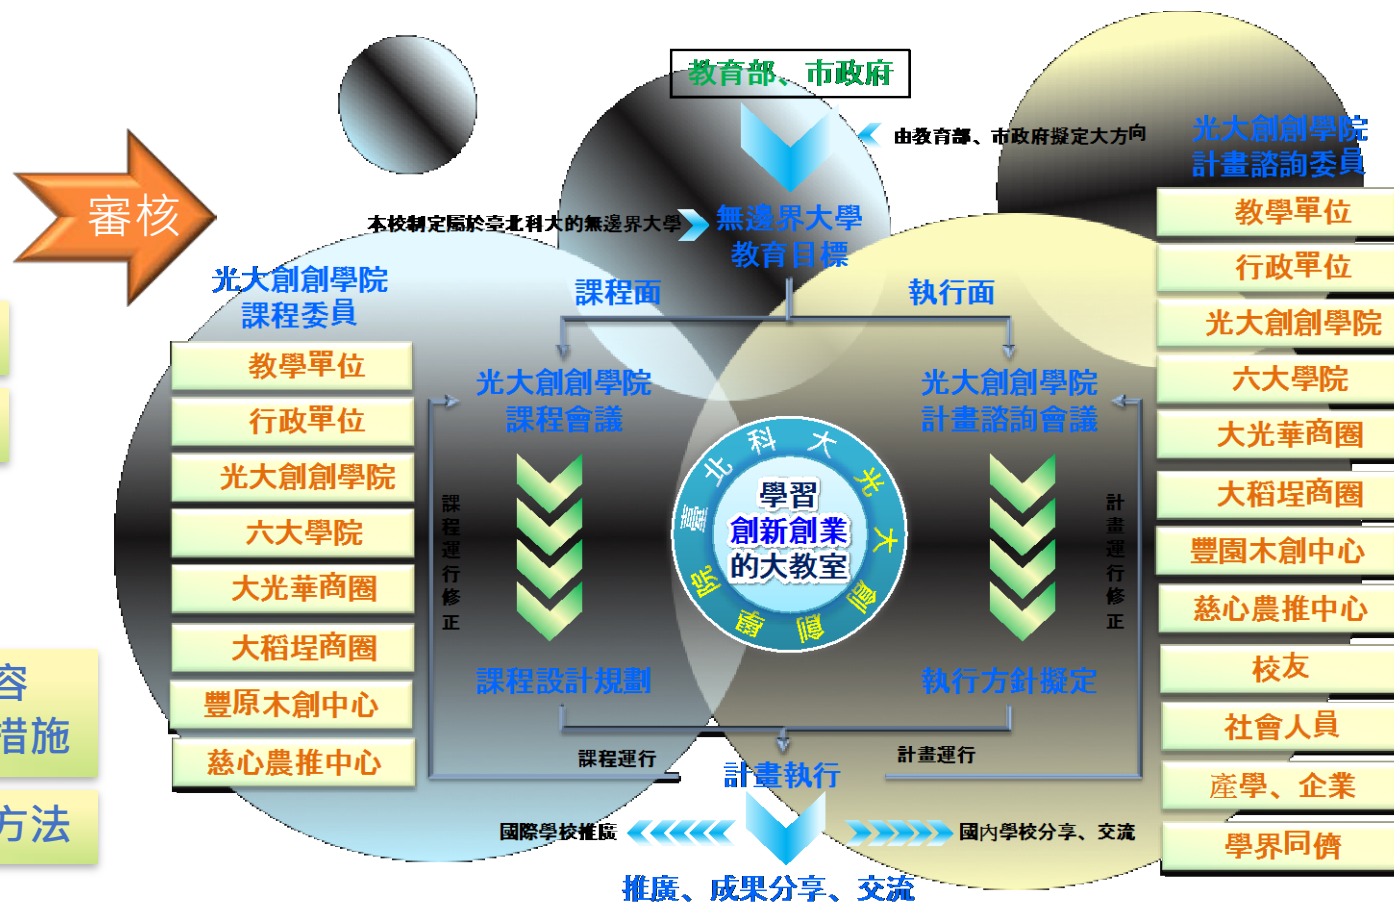 教育部、市政府
由教育部、市政府擬定大方向
審核
本校制定屬於臺北科大的無邊界大學
無邊界大學
教育目標
課程面
執行面
光大創創學院
課程委員
教學單位
行政單位
光大創創學院
六大學院
大光華商圈
大稻埕商圈
豐原木創中心
慈心農推中心
光大創創學院
課程會議
課程運行修正
課程設計規劃
課程運行
臺北科大光大創創學院
學習
創新創業
的大教室
光大創創學院
計畫諮詢會議
計畫運行修正
執行方針擬定
計畫運行
計畫執行
國際學校推廣
國內學校分享、交流
推廣、成果分享、交流
光大創創學院
計畫諮詢委員
教學單位
行政單位
光大創創學院
六大學院
大光華商圈
大稻埕商圈
豐園木創中心
慈心農推中心
校友
社會人員
產學、企業
學界同儕
容
措施
方法